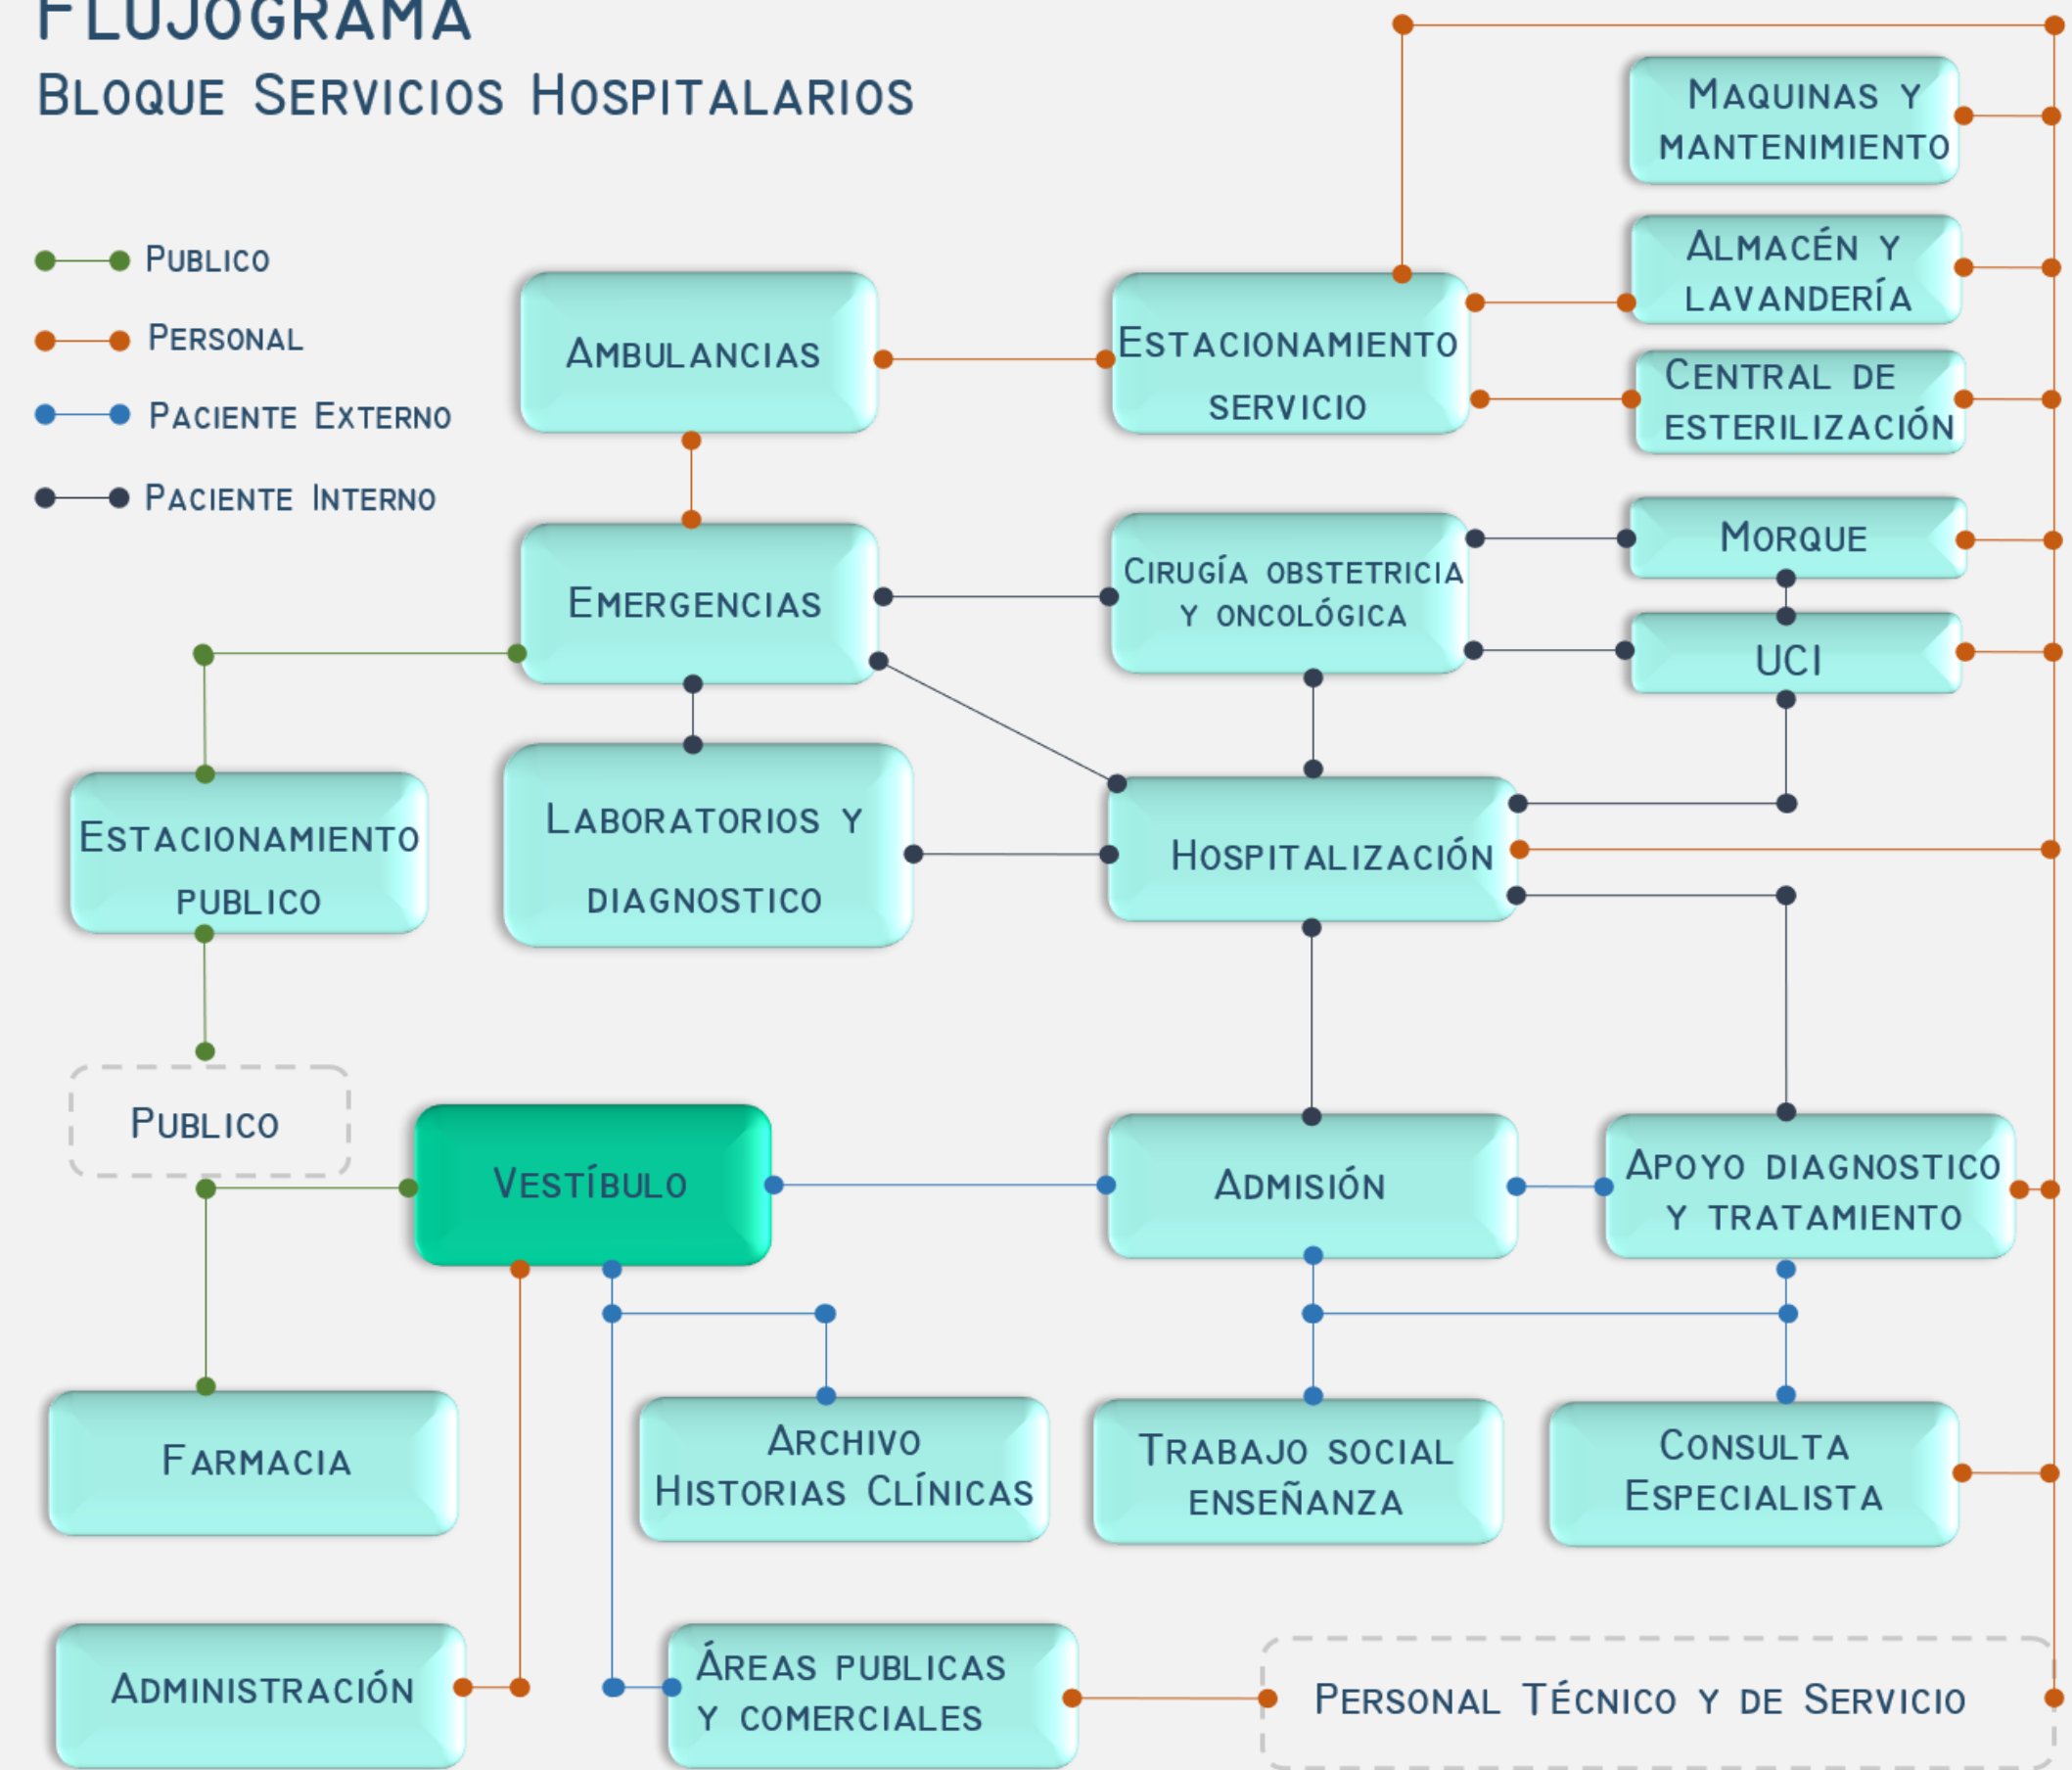 Flujograma
Bloque Servicios Hospitalarios
Publico
Personal
Paciente Externo
Paciente Interno
Maquinas y
mantenimiento
Almacén y
lavandería
Ambulancias
Estacionamiento
servicio
Central de
esterilización
Emergencias
Cirugía obstetricia
y oncológica
Morque
UCI
Estacionamiento
publico
Laboratorios y
diagnostico
Hospitalización
Publico
Vestíbulo
Admisión
Apoyo diagnostico
y tratamiento
Farmacia
Archivo
Historias Clínicas
Trabajo social
enseñanza
Consulta
Especialista
Administración
Áreas publicas
y comerciales
Personal Técnico y de Servicio